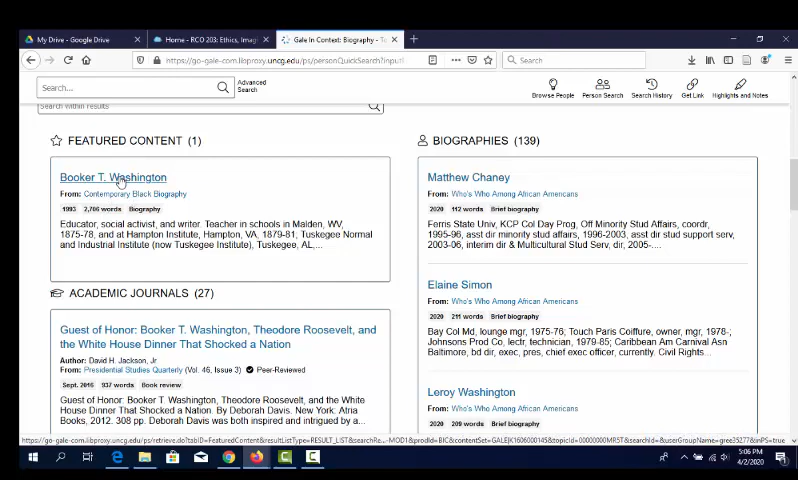 My Drive - Google Drive
Home - RCO 203: Ethics, Imagi
Gale In Context: Biography - To
https://go-gale-com.libproxy.uncg.edu/ps/personQuickSearch?inputI
Search
Search...
Advanced
Search
Browse People
Person Search
Search History
Get Link
Highlights and Notes
Search within results
FEATURED CONTENT (1)
Booker T. Washington
From: Contemporary Black Biography
1993 2,706 words Biography
Educator, social activist, and writer. Teacher in schools in Malden, WV,
1875-78, and at Hampton Institute, Hampton, VA, 1879-81; Tuskegee Normal
and Industrial Institute (now Tuskegee Institute), Tuskegee, AL,...
ACADEMIC JOURNALS (27)
Guest of Honor: Booker T. Washington, Theodore Roosevelt, and
the White House Dinner That Shocked a Nation
Author: David H. Jackson, Jr
From: Presidential Studies Quarterly (Vol. 46, Issue 3) Peer-Reviewed
Sept. 2016 937 words Book review
Guest of Honor: Booker T. Washington, Theodore Roosevelt, and the
White House Dinner That Shocked a Nation. By Deborah Davis. New York: Atria
Books, 2012. 308 pp. Deborah Davis was both inspired and intrigued by a...
BIOGRAPHIES (139)
Matthew Chaney
From: Who's Who Among African Americans
2020 112 words Brief biography
Ferris State Univ, KCP Col Day Prog, Off Minority Stud Affairs, coordr,
1995-96, asst dir minority stud affairs, 1996-2003, asst dir stud support serv,
2003-06, interim dir & Multicultural Stud Serv, dir, 2005-....
Elaine Simon
From: Who's Who Among African Americans
2020 211 words Brief biography
Bay Col Md, lounge mgr, 1975-76; Touch Paris Coiffure, owner, mgr, 1978-;
Johnsons Prod Co, lectr, technician, 1979-85; Caribbean Am Carnival Asn
Baltimore, bd dir, exec, pres, chief exec officer, currently. Civil Rights...
Leroy Washington
From: Who's Who Among African Americans
2020 209 words Brief biography
5:06 PM
4/2/2020